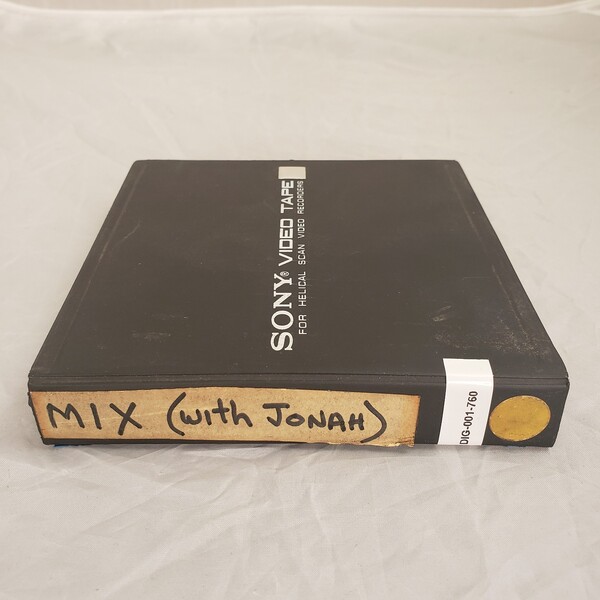 SONY® VIDEO TAPE
FOR HELICAL SCAN VIDEO RECORDERS
MIX (with JONAH)
DIG-001-760